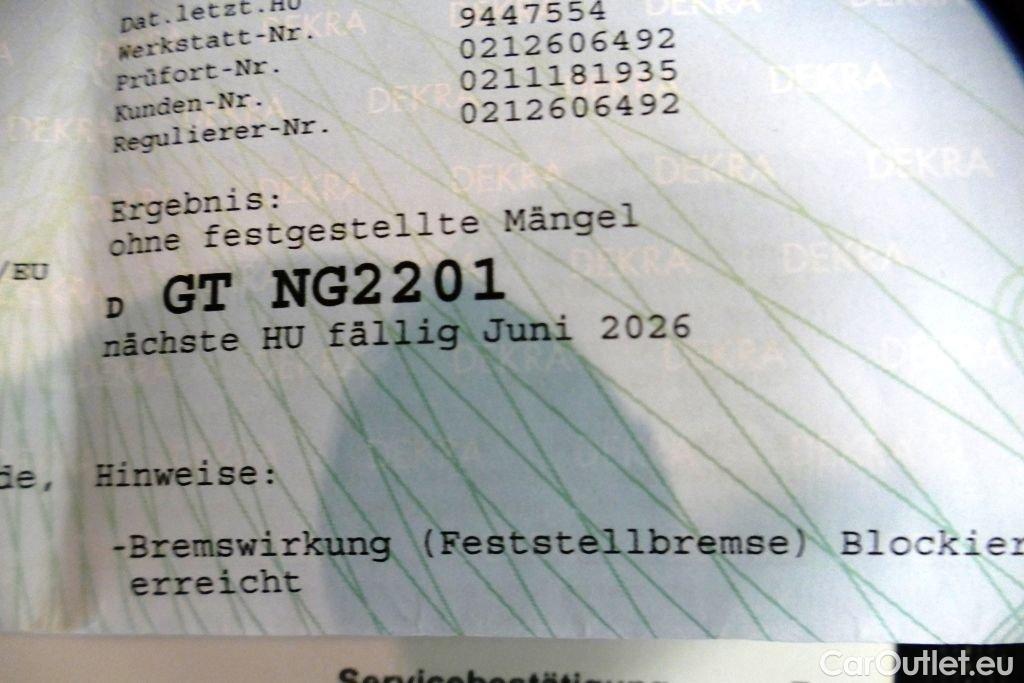 Dat.letzt.HU
Werkstatt-Nr. 9447554
Prüfort-Nr. 0212606492
Kunden-Nr. 0211181935
Regulierer-Nr. 0212606492
Ergebnis:
ohne festgestellte Mängel
/EU
D GT NG2201
nächste HU fällig Juni 2026
de, Hinweise:
-Bremswirkung (Feststellbremse) Blockier
erreicht
Servicebestätigung
CarOutlet.eu